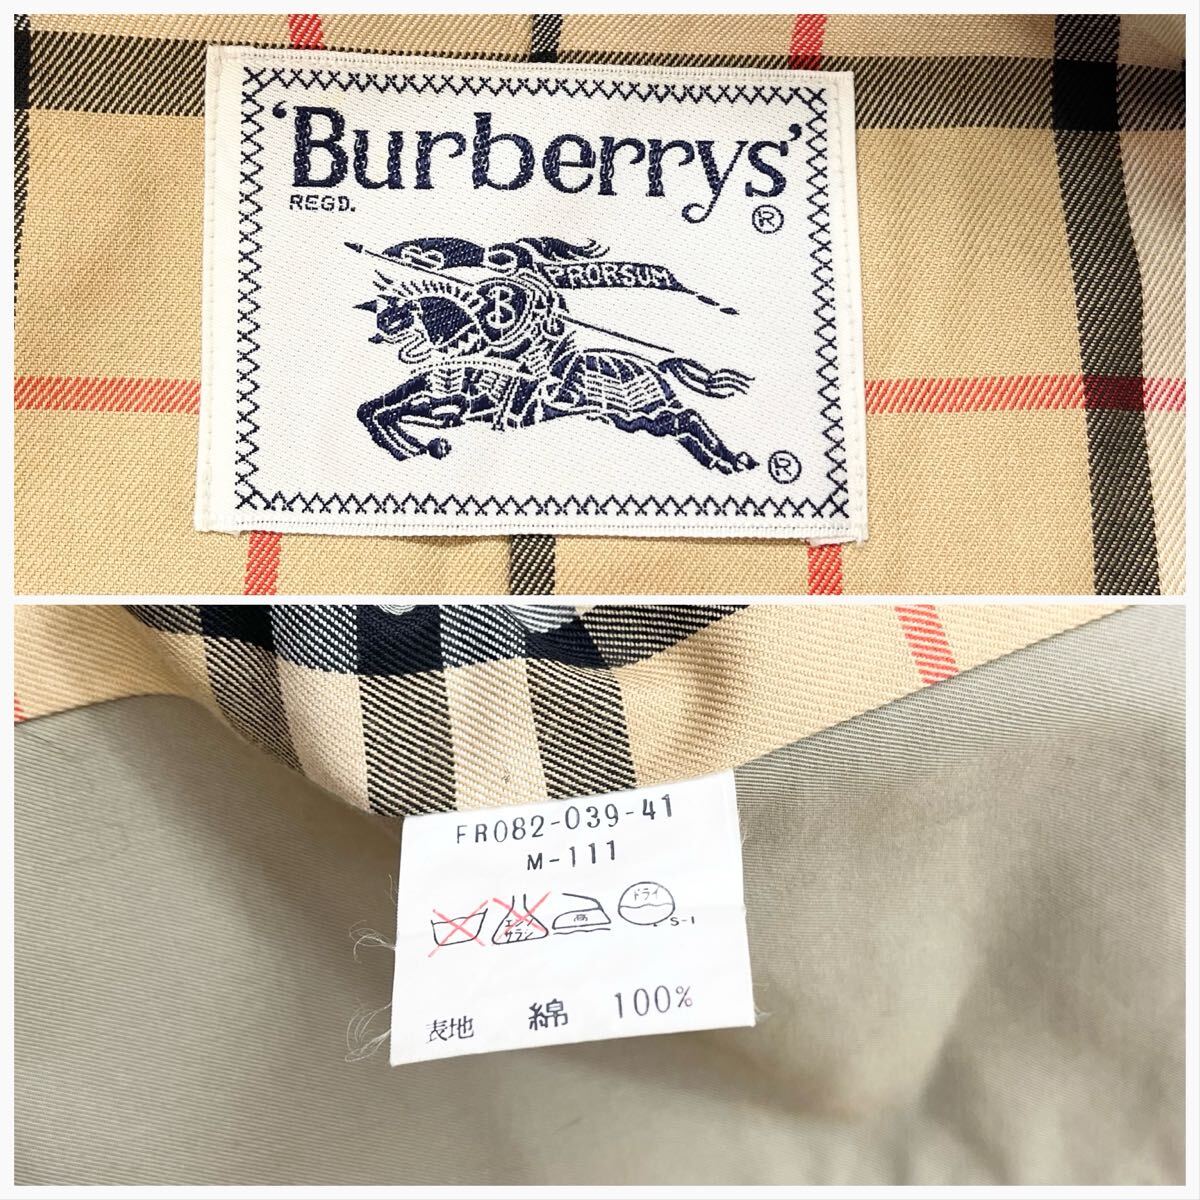 ‘Burberrys’
REGD.
®
PRORSUM
B
®
FR082-039-41
M-111
エンソ
サラシ
高
ドライ
S-1
表地 綿 100%